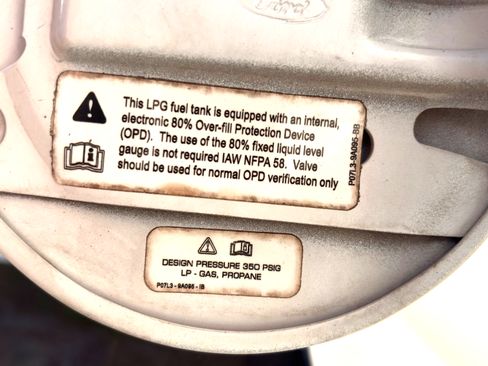 Ford
This LPG fuel tank is equipped with an internal,
electronic 80% Over-fill Protection Device
(OPD). The use of the 80% fixed liquid level
gauge is not required IAW NFPA 58. Valve
should be used for normal OPD verification only
P07L3-9A095-BB
DESIGN PRESSURE 350 PSIG
LP - GAS, PROPANE
P07L3 - 9A095 - IB